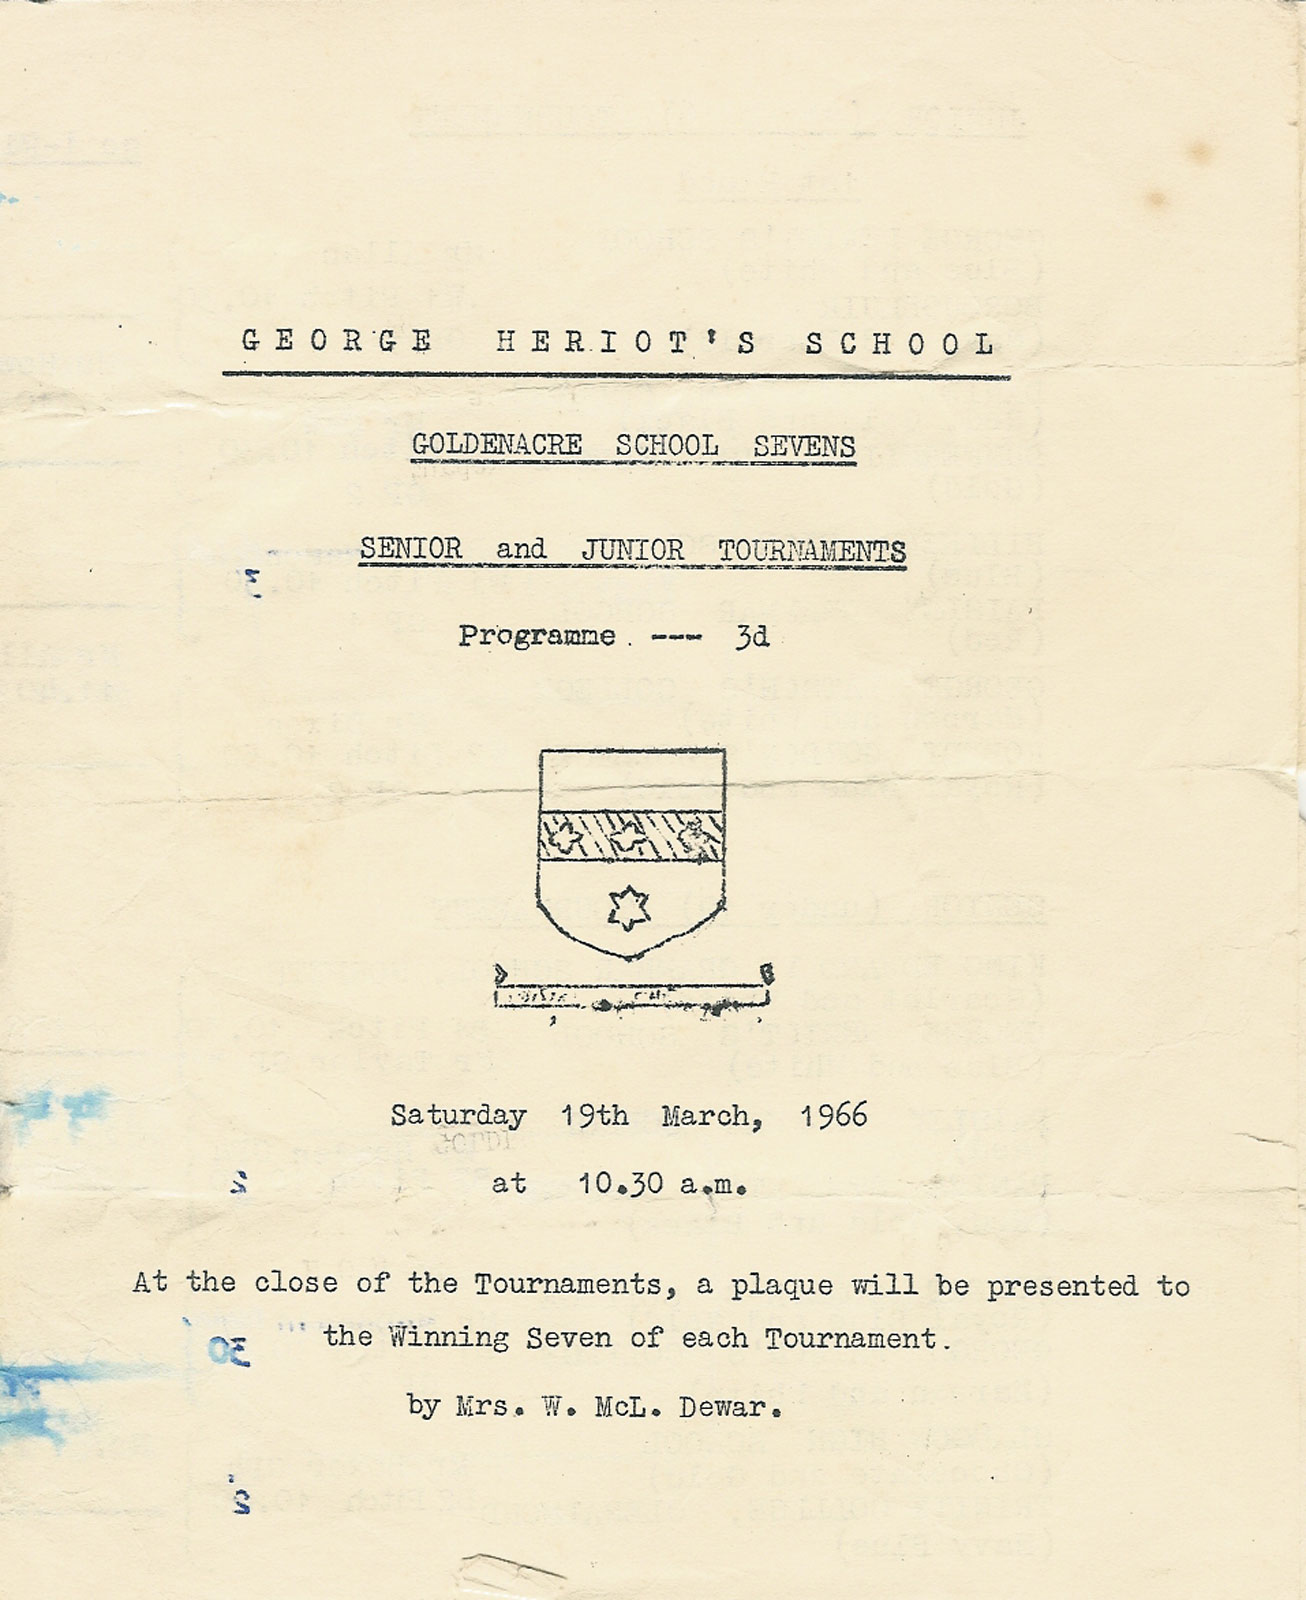 GEORGE HERIOT'S SCHOOL
GOLDENACRE SCHOOL SEVENS
SENIOR and JUNIOR TOURNAMENTS
Programme --- 3d
Saturday 19th March, 1966
at 10.30 a.m.
At the close of the Tournaments, a plaque will be presented to
the Winning Seven of each Tournament.
by Mrs. W. McL. Dewar.